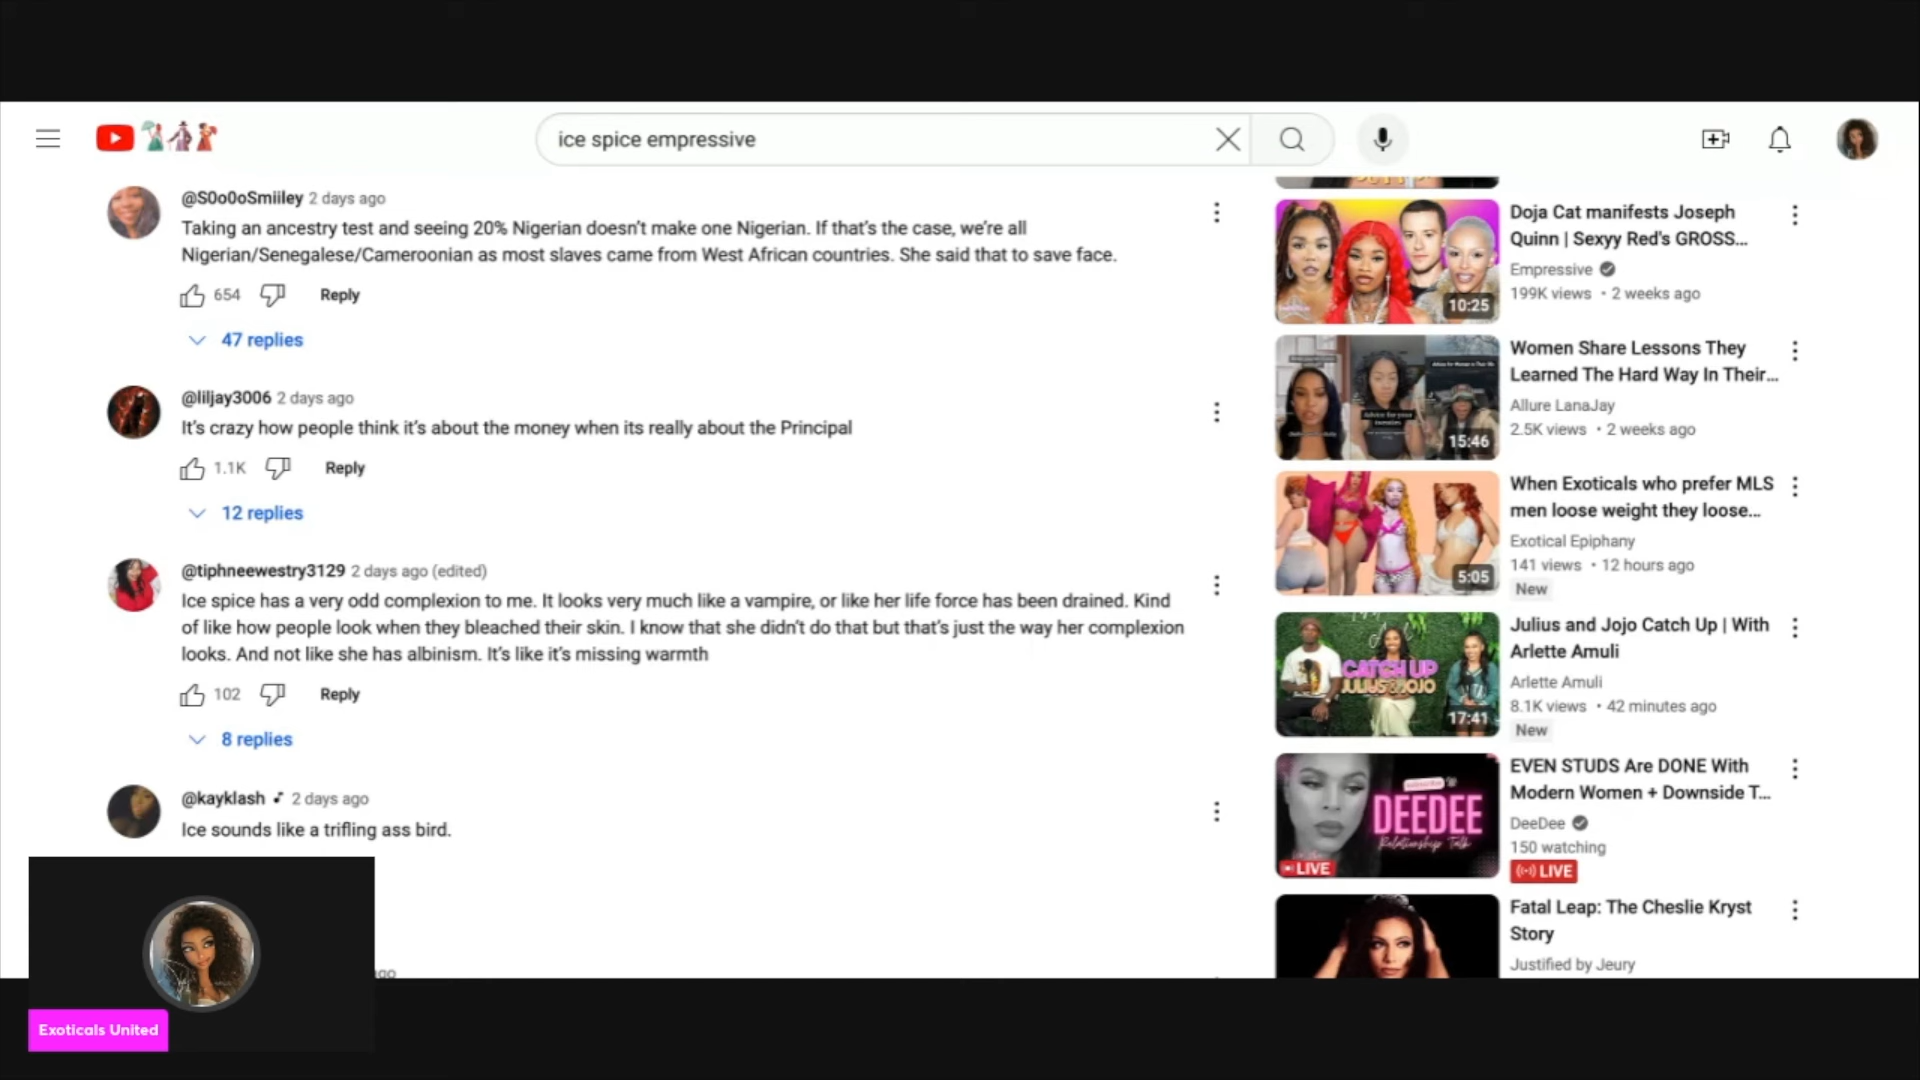 ice spice empressive
@S0o0oSmiiley 2 days ago
Taking an ancestry test and seeing 20% Nigerian doesn't make one Nigerian. If that's the case, we're all
Nigerian/Senegalese/Cameroonian as most slaves came from West African countries. She said that to save face.
654 Reply
47 replies
@liljay3006 2 days ago
It's crazy how people think it's about the money when its really about the Principal
1.1K Reply
12 replies
@tiphneewestry3129 2 days ago (edited)
Ice spice has a very odd complexion to me. It looks very much like a vampire, or like her life force has been drained. Kind
of like how people look when they bleached their skin. I know that she didn't do that but that's just the way her complexion
looks. And not like she has albinism. It's like it's missing warmth
102 Reply
8 replies
@kayklash 2 days ago
Ice sounds like a trifling ass bird.
ago
Exoticals United
10:25
Doja Cat manifests Joseph
Quinn | Sexyy Red's GROSS...
Empressive
199K views • 2 weeks ago
15:46
Women Share Lessons They
Learned The Hard Way In Their...
Allure LanaJay
2.5K views • 2 weeks ago
5:05
When Exoticals who prefer MLS
men loose weight they loose...
Exotical Epiphany
141 views • 12 hours ago
New
CATCH UP
JULIUS & JOJO
17:41
Julius and Jojo Catch Up | With
Arlette Amuli
Arlette Amuli
8.1K views • 42 minutes ago
New
DEEDEE
Relationship Talk
LIVE
EVEN STUDS Are DONE With
Modern Women + Downside T...
DeeDee
150 watching
LIVE
Fatal Leap: The Cheslie Kryst
Story
Justified by Jeury